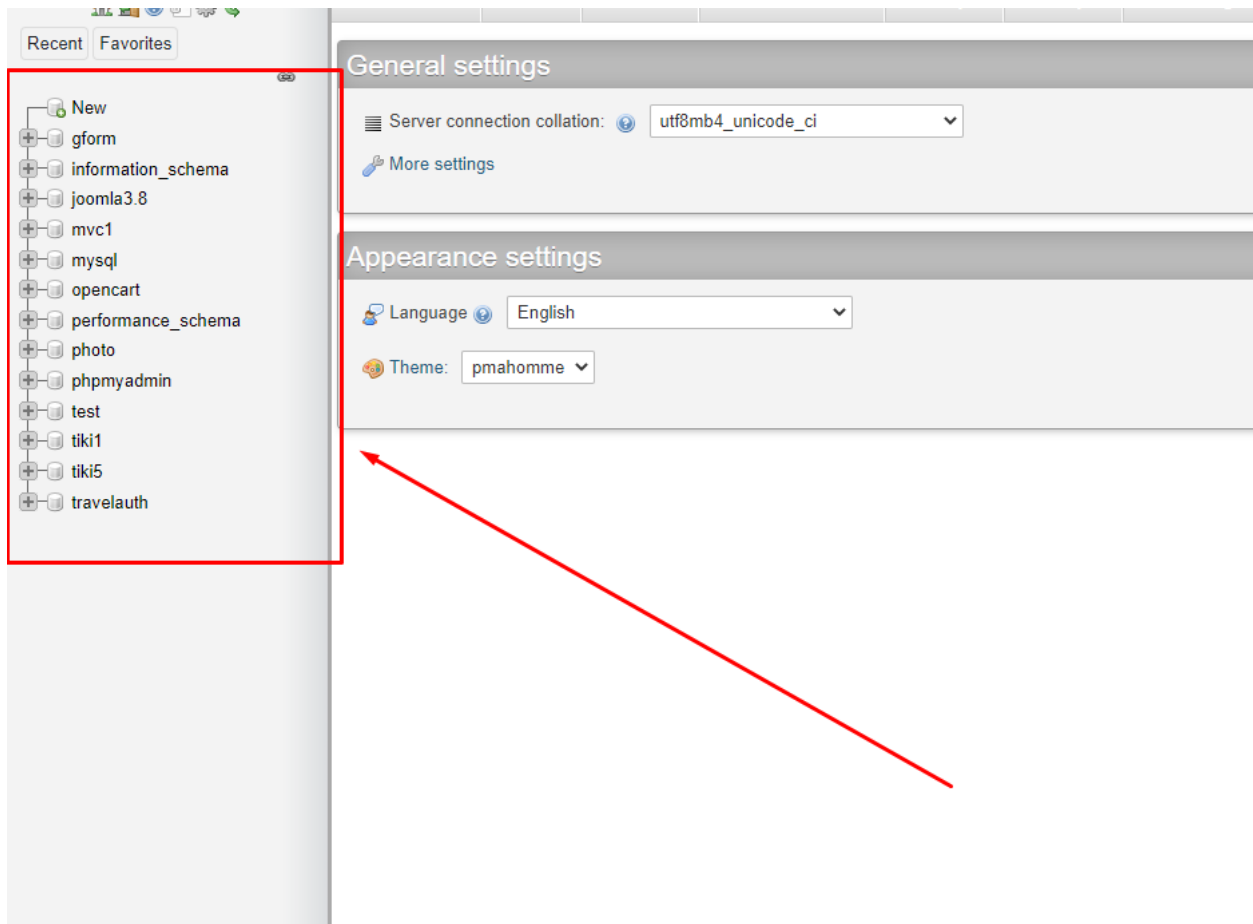 Recent Favorites
New
gform
information_schema
joomla3.8
mvc1
mysql
opencart
performance_schema
photo
phpmyadmin
test
tiki1
tiki5
travelauth
General settings
Server connection collation: utf8mb4_unicode_ci
More settings
Appearance settings
Language English
Theme: pmahomme